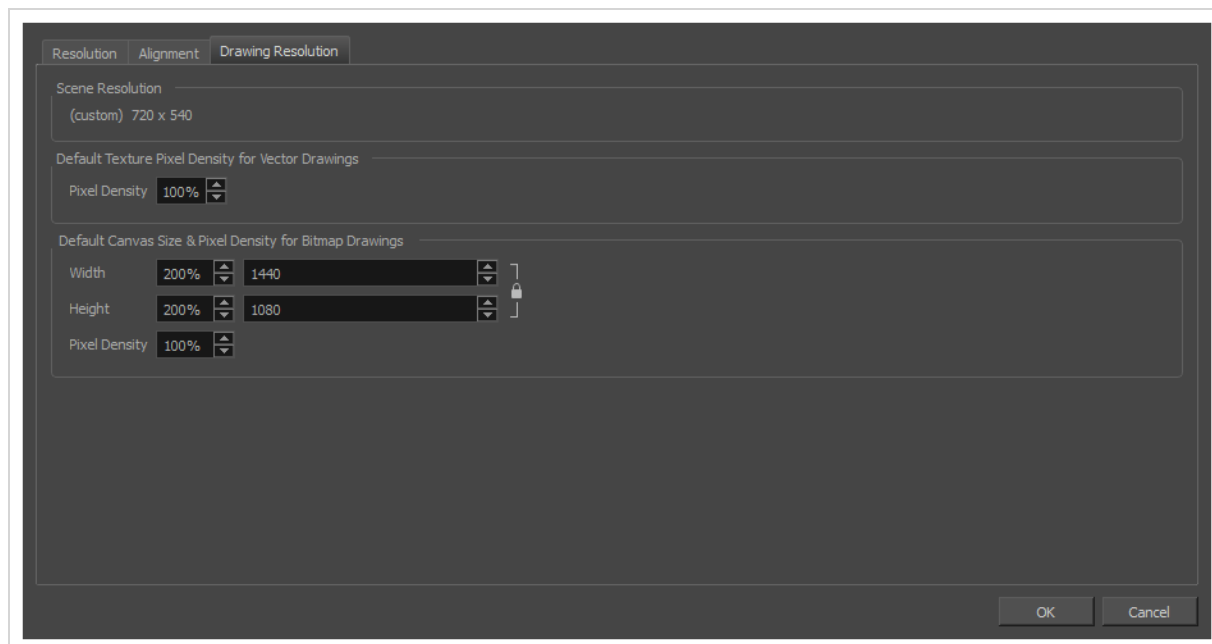 Resolution Alignment Drawing Resolution
Scene Resolution
(custom) 720 x 540
Default Texture Pixel Density for Vector Drawings
Pixel Density 100%
Default Canvas Size & Pixel Density for Bitmap Drawings
Width 200% 1440
Height 200% 1080
Pixel Density 100%
OK Cancel